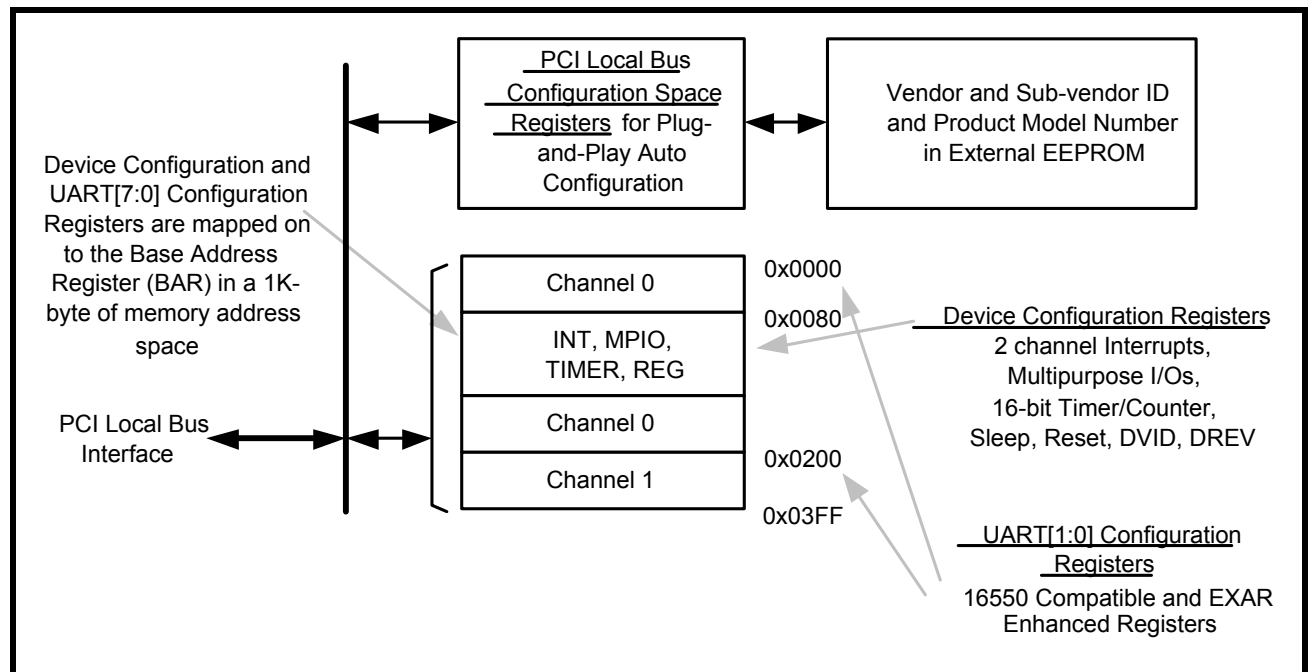 PCI Local Bus
Configuration Space
Registers for Plug-
and-Play Auto
Configuration
Vendor and Sub-vendor ID
and Product Model Number
in External EEPROM
Device Configuration and
UART[7:0] Configuration
Registers are mapped on
to the Base Address
Register (BAR) in a 1K-
byte of memory address
space
PCI Local Bus
Interface
Channel 0
INT, MPIO,
TIMER, REG
Channel 0
Channel 1
0x0000
0x0080
0x0200
0x03FF
Device Configuration Registers
2 channel Interrupts,
Multipurpose I/Os,
16-bit Timer/Counter,
Sleep, Reset, DVID, DREV
UART[1:0] Configuration
Registers
16550 Compatible and EXAR
Enhanced Registers